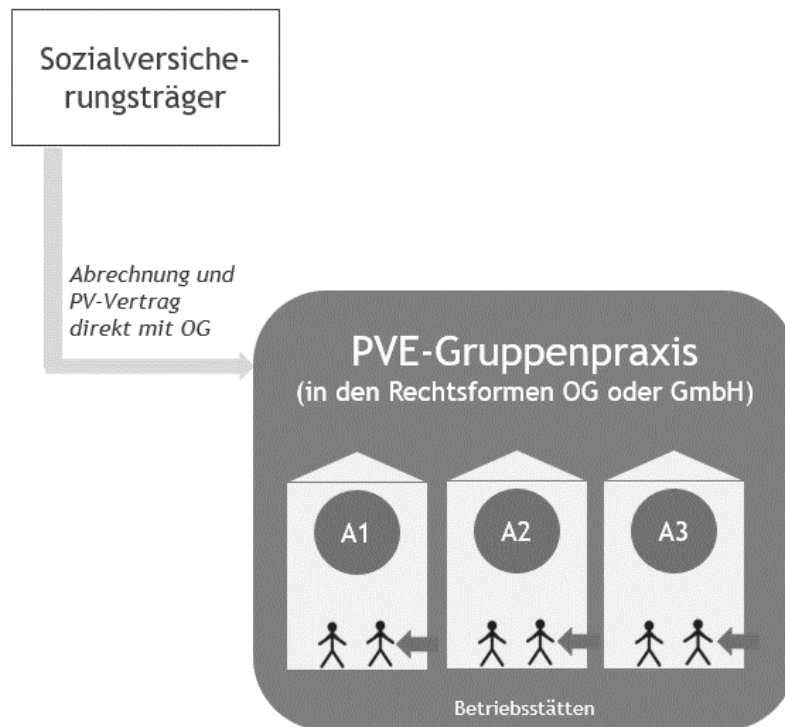 Sozialversiche-
rungsträger
Abrechnung und
PV-Vertrag
direkt mit OG
PVE-Gruppenpraxis
(in den Rechtsformen OG oder GmbH)
A1 A2 A3
Betriebsstätten